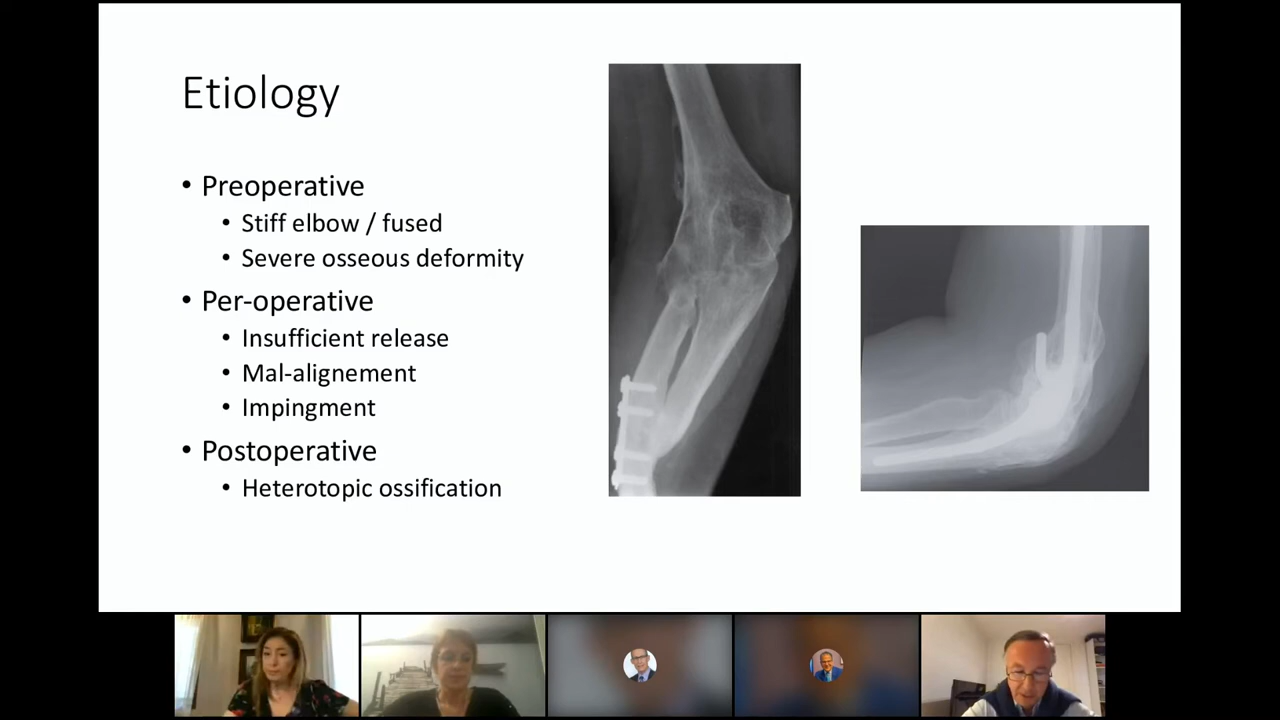 Etiology
• Preoperative
• Stiff elbow / fused
• Severe osseous deformity
• Per-operative
• Insufficient release
• Mal-alignement
• Impingment
• Postoperative
• Heterotopic ossification